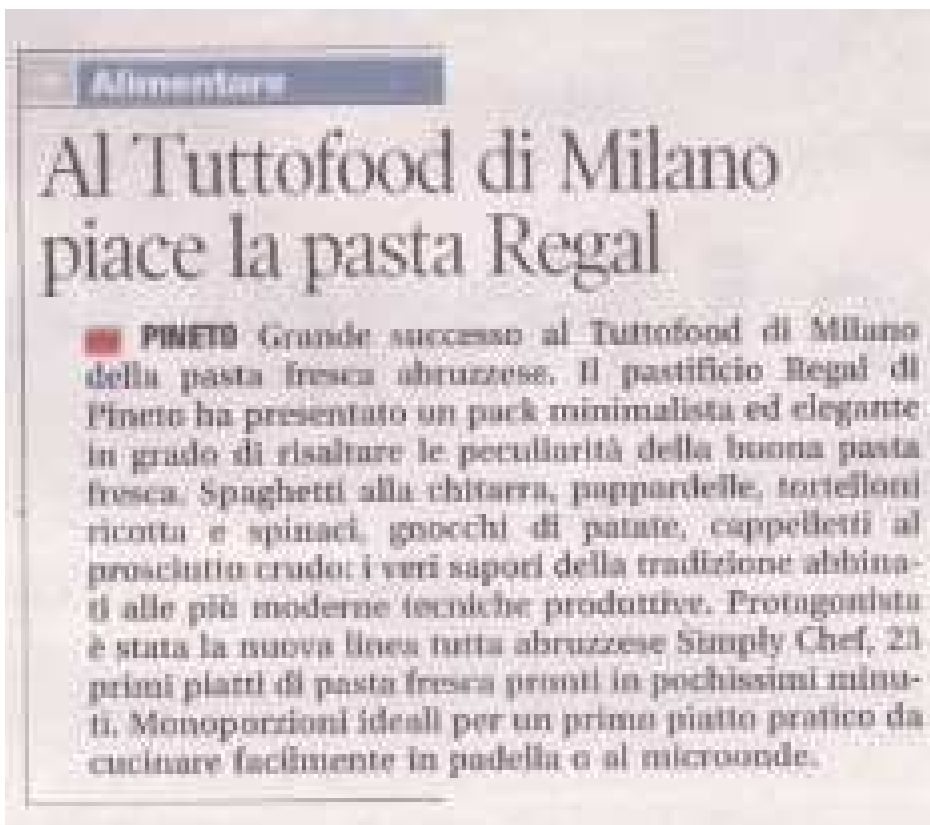 Alimentare
Al Tuttofood di Milano
piace la pasta Regal
PINETO Grande successo al Tuttofood di Milano
della pasta fresca abruzzese. Il pastificio Regal di
Pineto ha presentato un pack minimalista ed elegante
in grado di risaltare le peculiarità della buona pasta
fresca. Spaghetti alla chitarra, pappardelle, tortelloni
ricotta e spinaci, gnocchi di patate, cappelletti al
prosciutto crudo: i veri sapori della tradizione abbina-
ti alle più moderne tecniche produttive. Protagonista
è stata la nuova linea tutta abruzzese Simply Chef,
primi piatti di pasta fresca pronti in pochissimi minu-
ti. Monoporzioni ideali per un primo piatto pratico da
cucinare facilmente in padella o al microonde.